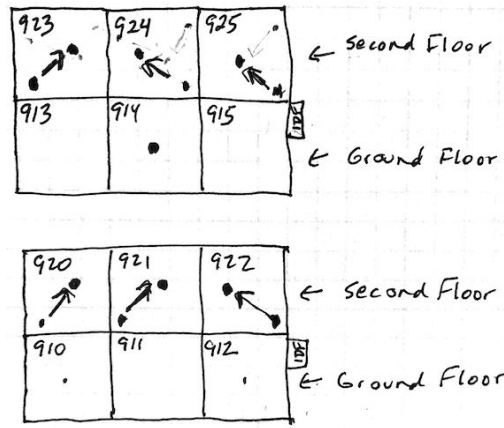 923 924 925 ← Second Floor
913 914 915 ← Ground Floor
IDF
920 921 922 ← Second Floor
910 911 912 ← Ground Floor
IDF